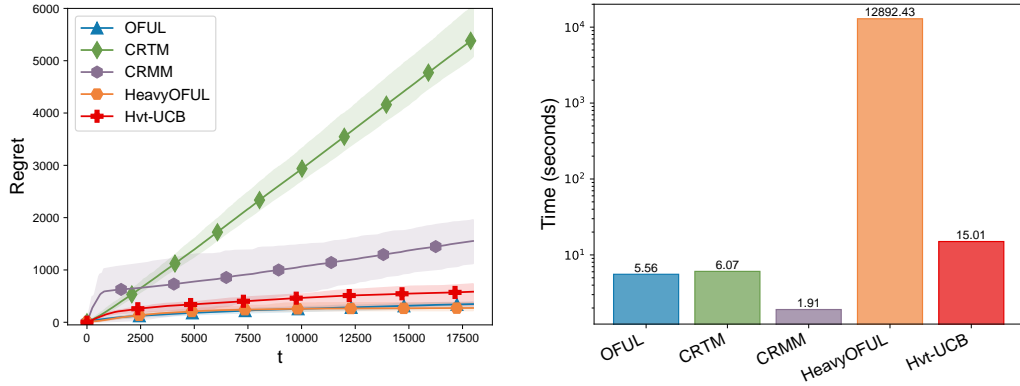 OFUL
CRTM
CRMM
HeavyOFUL
Hvt-UCB
6000
5000
4000
3000
2000
1000
0
Regret
0
2500
5000
7500
10000
12500
15000
17500
t
Time (seconds)
10^4
10^3
10^2
10^1
5.56
6.07
1.91
12892.43
15.01
OFUL
CRTM
CRMM
HeavyOFUL
Hvt-UCB